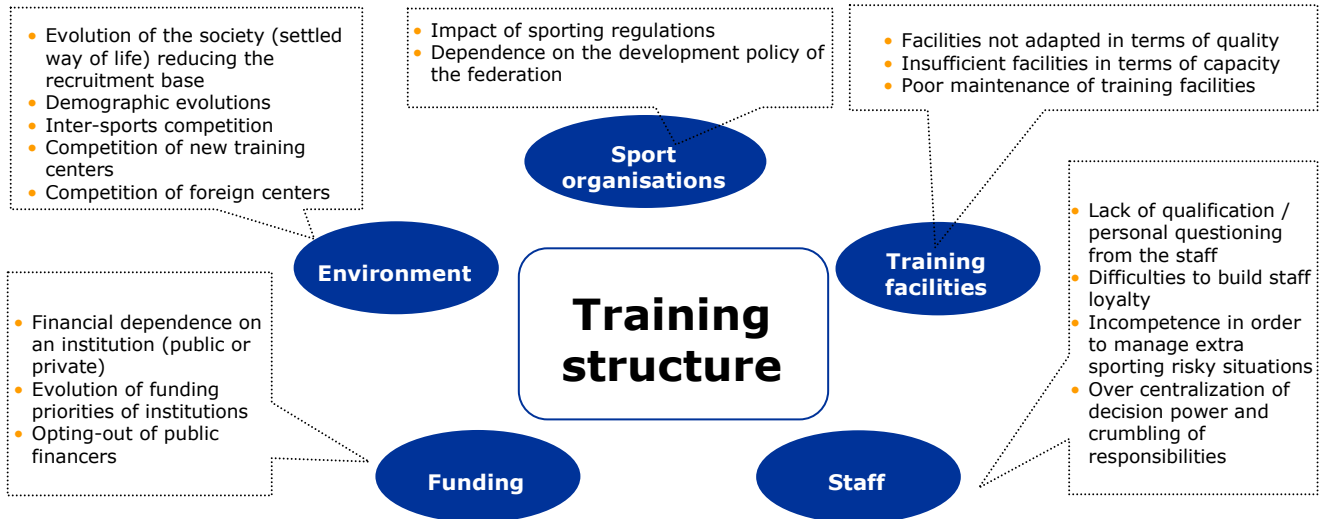 • Evolution of the society (settled
way of life) reducing the
recruitment base
• Demographic evolutions
• Inter-sports competition
• Competition of new training
centers
• Competition of foreign centers
• Impact of sporting regulations
• Dependence on the development policy of
the federation
• Facilities not adapted in terms of quality
• Insufficient facilities in terms of capacity
• Poor maintenance of training facilities
Sport
organisations
Environment
Training
facilities
Training
structure
• Lack of qualification /
personal questioning
from the staff
• Difficulties to build staff
loyalty
• Incompetence in order
to manage extra
sporting risky situations
• Over centralization of
decision power and
crumbling of
responsibilities
• Financial dependence on
an institution (public or
private)
• Evolution of funding
priorities of institutions
• Opting-out of public
financers
Funding
Staff